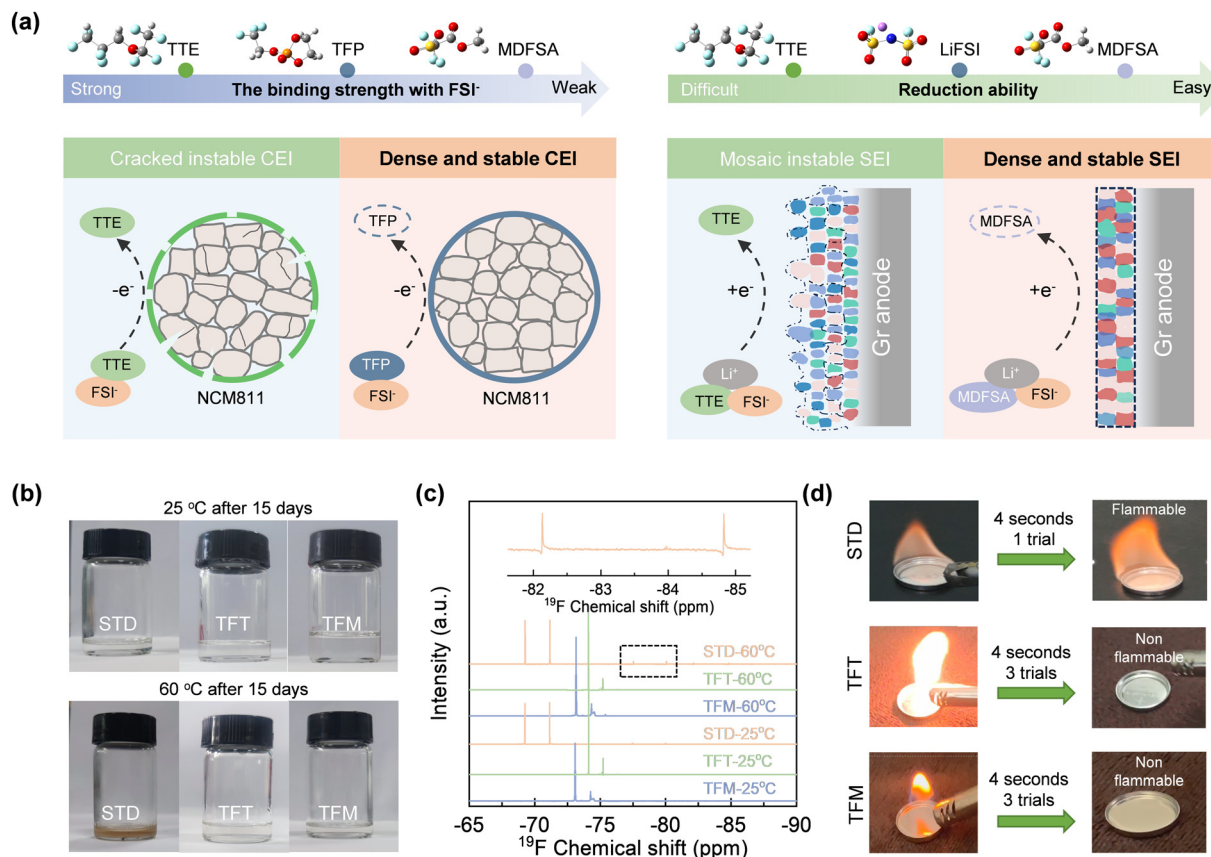 (a)
TTE
TFP
MDFSA
Strong
The binding strength with FSI⁻
Weak
TTE
LiFSI
MDFSA
Difficult
Reduction ability
Easy
Cracked instable CEI
Dense and stable CEI
TTE
-e⁻
TTE
FSI⁻
NCM811
TFP
-e⁻
TFP
FSI⁻
NCM811
Mosaic instable SEI
Dense and stable SEI
TTE
+e⁻
Li⁺
TTE
FSI⁻
Gr anode
MDFSA
+e⁻
Li⁺
MDFSA
FSI⁻
Gr anode
(b)
25 ºC after 15 days
STD
TFT
TFM
60 ºC after 15 days
STD
TFT
TFM
(c)
Intensity (a.u.)
-82 -83 -84 -85
¹⁹F Chemical shift (ppm)
STD-60ºC
TFT-60ºC
TFM-60ºC
STD-25ºC
TFT-25ºC
TFM-25ºC
-65 -70 -75 -80 -85 -90
¹⁹F Chemical shift (ppm)
(d)
STD
4 seconds
1 trial
Flammable
TFT
4 seconds
3 trials
Non
flammable
TFM
4 seconds
3 trials
Non
flammable